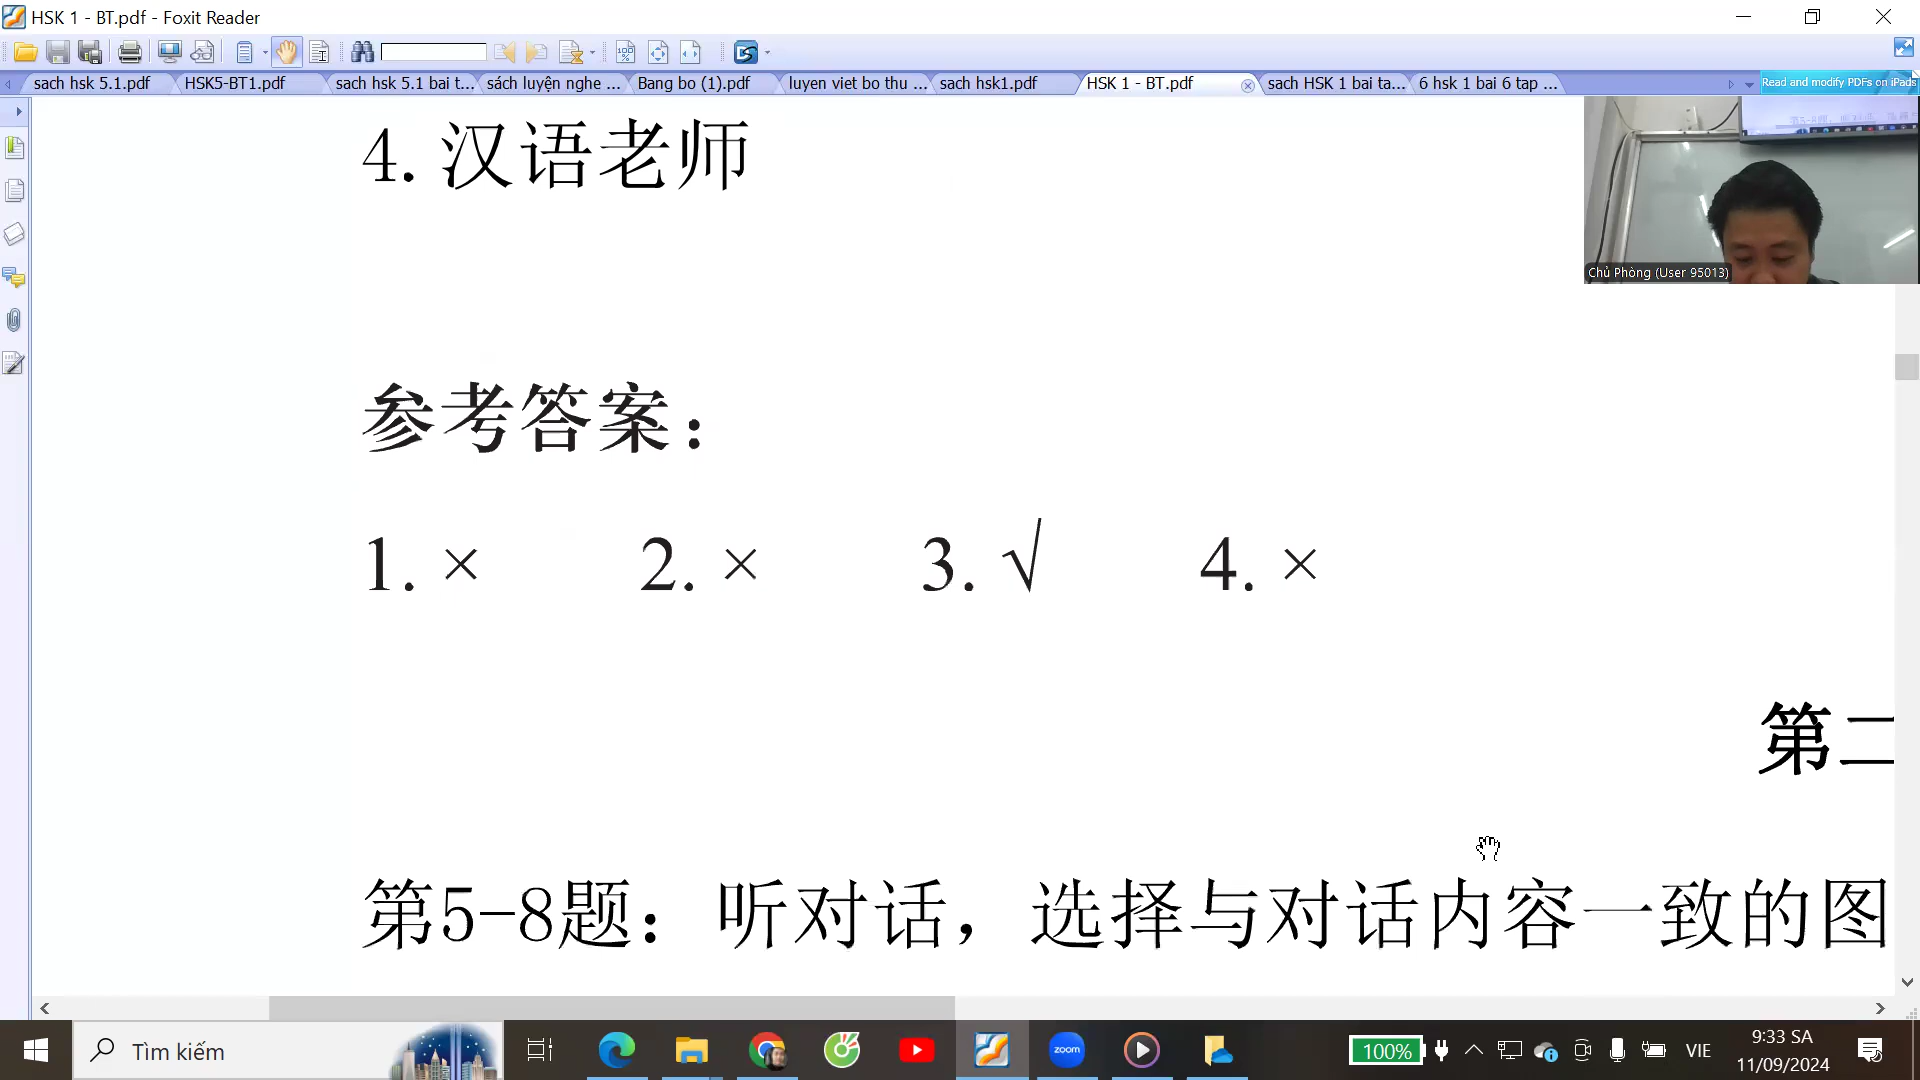 HSK 1 - BT.pdf - Foxit Reader
sach hsk 5.1.pdf HSK5-BT1.pdf sach hsk 5.1 bai t... sách luyện nghe ... Bang bo (1).pdf luyen viet bo thu ... sach hsk1.pdf HSK 1 - BT.pdf sach HSK 1 bai ta... 6 hsk 1 bai 6 tap ... Read and modify PDFs on iPads
4. 汉语老师
Chủ Phòng (User 95013)
参考答案：
1. × 2. × 3. √ 4. ×
第二
第5-8题：听对话，选择与对话内容一致的图
Tìm kiếm
zoom
100%
VIE
9:33 SA
11/09/2024